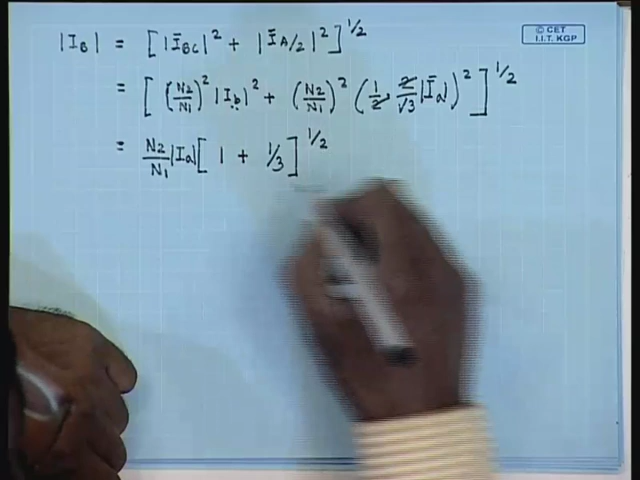 |I_B| = [ |Ī_BC|² + |Ī_A/2|² ]^1/2
© CET
I.I.T. KGP
= [ (N2/N1)² |I_b|² + (N2/N1)² (1/2, 2/√3 |Ī_a|)² ]^1/2
= N2/N1 |Ia| [ 1 + 1/3 ]^1/2